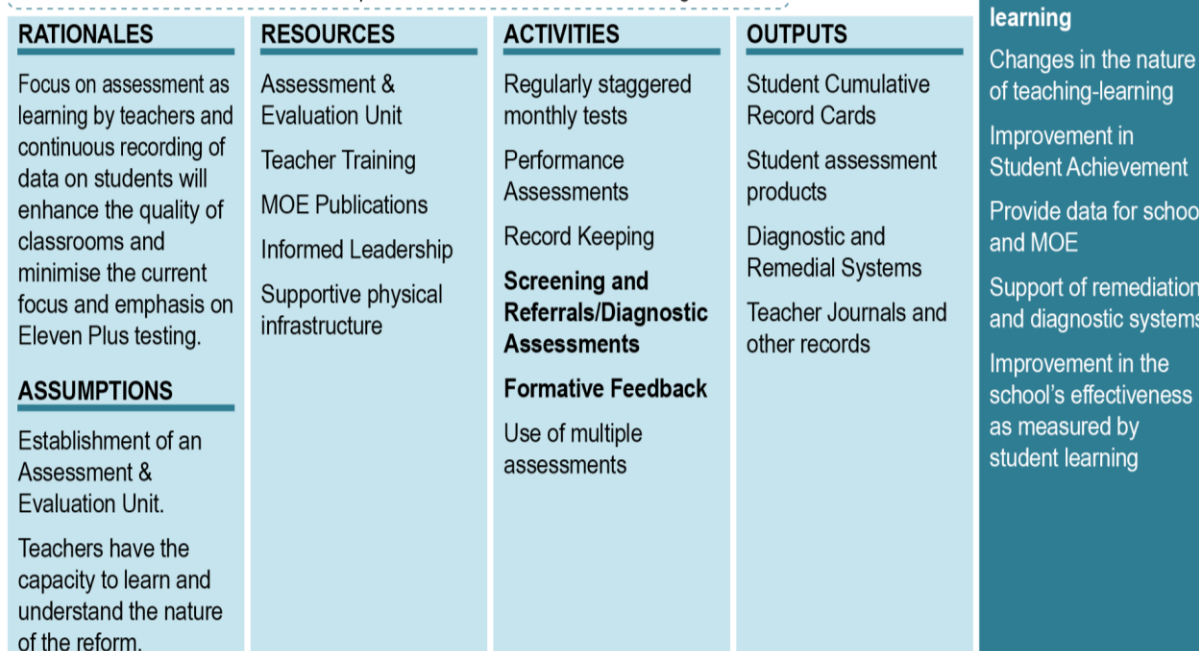 RATIONALES
Focus on assessment as
learning by teachers and
continuous recording of
data on students will
enhance the quality of
classrooms and
minimise the current
focus and emphasis on
Eleven Plus testing.
ASSUMPTIONS
Establishment of an
Assessment &
Evaluation Unit.
Teachers have the
capacity to learn and
understand the nature
of the reform.
RESOURCES
Assessment &
Evaluation Unit
Teacher Training
MOE Publications
Informed Leadership
Supportive physical
infrastructure
ACTIVITIES
Regularly staggered
monthly tests
Performance
Assessments
Record Keeping
Screening and
Referrals/Diagnostic
Assessments
Formative Feedback
Use of multiple
assessments
OUTPUTS
Student Cumulative
Record Cards
Student assessment
products
Diagnostic and
Remedial Systems
Teacher Journals and
other records
learning
Changes in the nature
of teaching-learning
Improvement in
Student Achievement
Provide data for school
and MOE
Support of remediation
and diagnostic systems
Improvement in the
school's effectiveness
as measured by
student learning